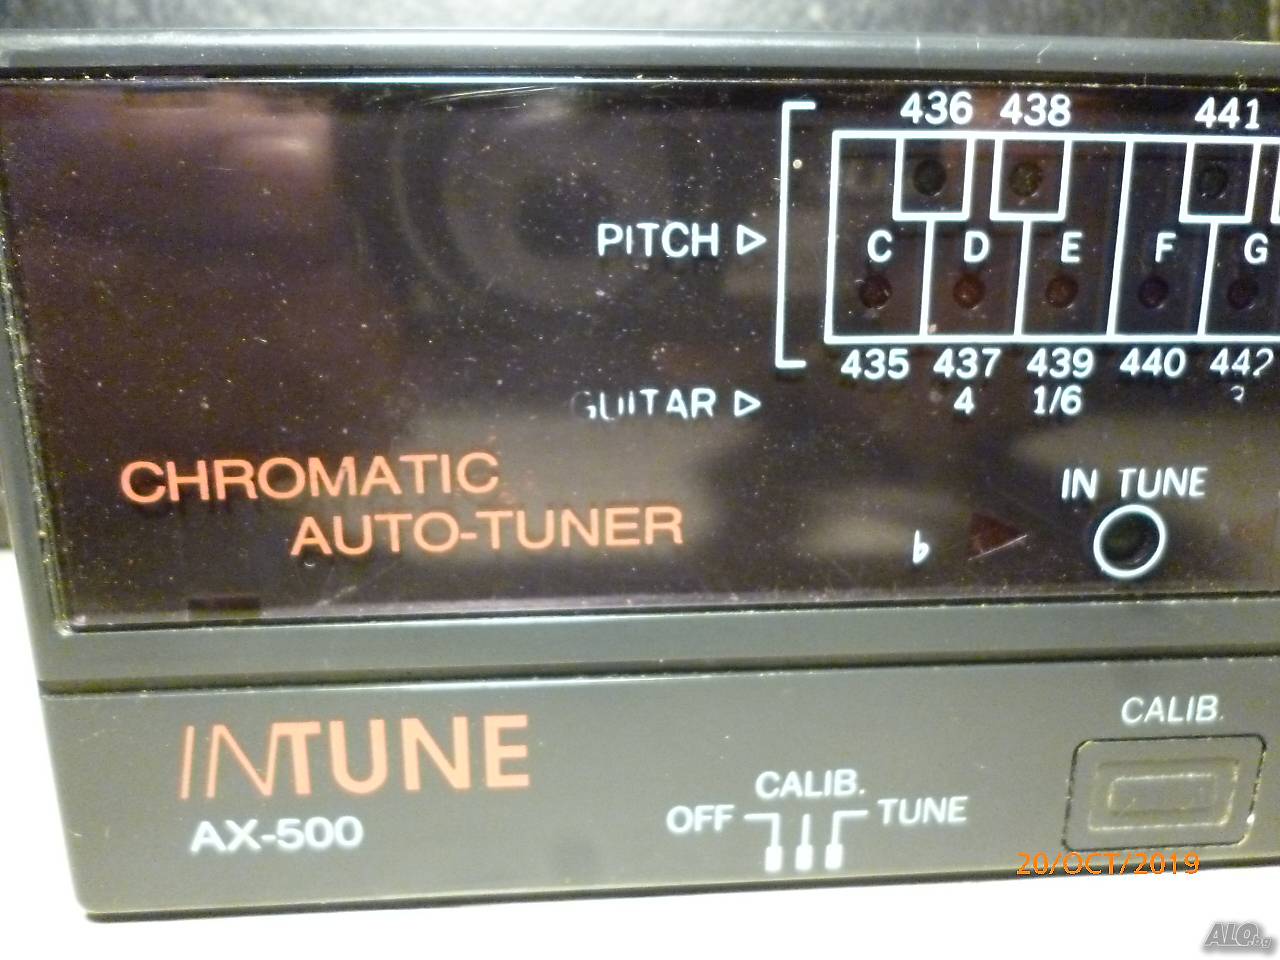 436 438 441
PITCH ▷ C D E F G
435 437 439 440 442
GUITAR ▷ 4 1/6 3
CHROMATIC
AUTO-TUNER
IN TUNE
♭
INTUNE
AX-500
CALIB.
OFF TUNE
CALIB.
20/OCT/2019
ALO.bg